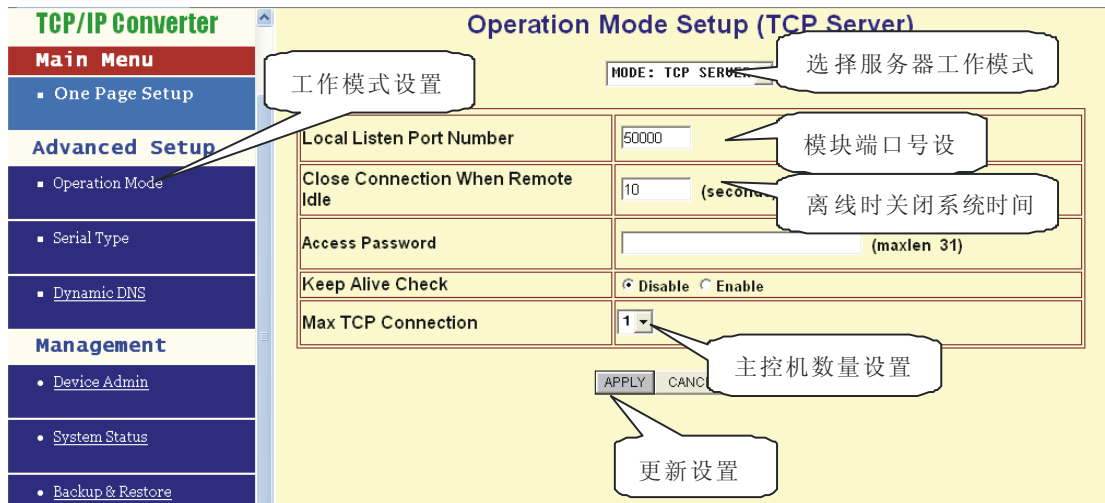 TCP/IP Converter
Main Menu
One Page Setup
Advanced Setup
Operation Mode
Serial Type
Dynamic DNS
Management
Device Admin
System Status
Backup & Restore
Operation Mode Setup (TCP Server)
MODE: TCP SERVER
选择服务器工作模式
工作模式设置
Local Listen Port Number
50000
模块端口号设
Close Connection When Remote
Idle
10
(seconds)
离线时关闭系统时间
Access Password
(maxlen 31)
Keep Alive Check
Disable
Enable
Max TCP Connection
1
主控机数量设置
APPLY
更新设置